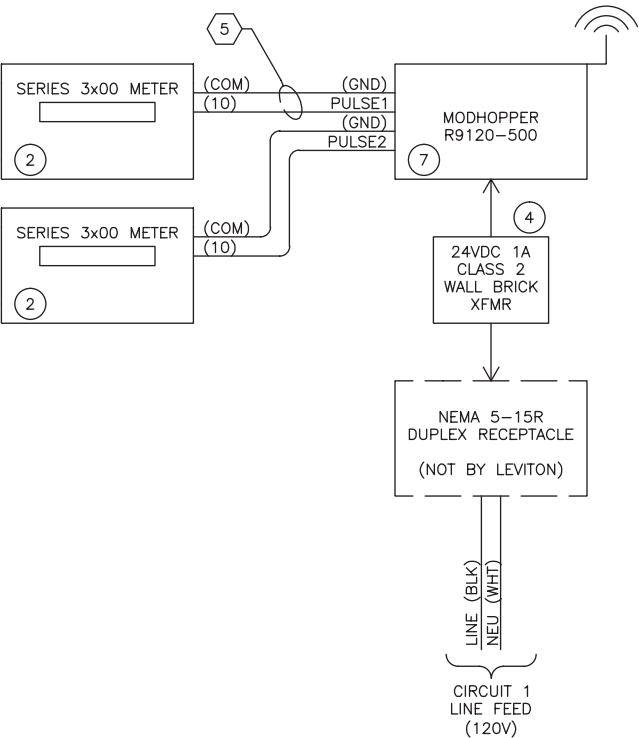 5
SERIES 3x00 METER
2
(COM)
(10)
(GND)
PULSE1
(GND)
PULSE2
MODHOPPER
R9120-500
7
SERIES 3x00 METER
2
(COM)
(10)
4
24VDC 1A
CLASS 2
WALL BRICK
XFMR
NEMA 5-15R
DUPLEX RECEPTACLE
(NOT BY LEVITON)
LINE (BLK)
NEU (WHT)
CIRCUIT 1
LINE FEED
(120V)